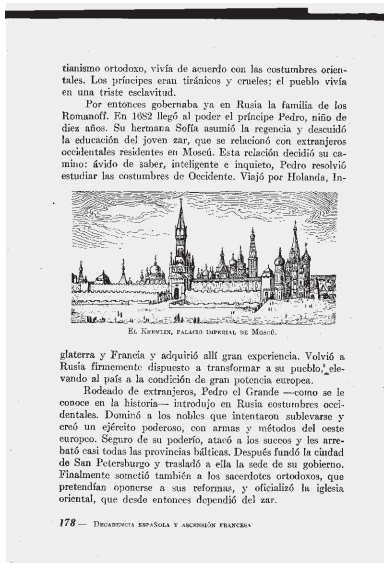 tianismo ortodoxo, vivía de acuerdo con las costumbres orien-
tales. Los príncipes eran tiránicos y crueles; el pueblo vivía
en una triste esclavitud.
Por entonces gobernaba ya en Rusia la familia de los
Romanoff. En 1682 llegó al poder el príncipe Pedro, niño de
diez años. Su hermana Sofía asumió la regencia y descuidó
la educación del joven zar, que se relacionó con extranjeros
occidentales residentes en Moscú. Esta relación decidió su ca-
mino: ávido de saber, inteligente e inquieto, Pedro resolvió
estudiar las costumbres de Occidente. Viajó por Holanda, In-
El Kremlin, palacio imperial de Moscú.
glaterra y Francia y adquirió allí gran experiencia. Volvió a
Rusia firmemente dispuesto a transformar a su pueblo, ele-
vando al país a la condición de gran potencia europea.
Rodeado de extranjeros, Pedro el Grande —como se le
conoce en la historia— introdujo en Rusia costumbres occi-
dentales. Dominó a los nobles que intentaron sublevarse y
creó un ejército poderoso, con armas y métodos del oeste
europeo. Seguro de su poderío, atacó a los suecos y les arre-
bató casi todas las provincias bálticas. Después fundó la ciudad
de San Petersburgo y trasladó a ella la sede de su gobierno.
Finalmente sometió también a los sacerdotes ortodoxos, que
pretendían oponerse a sus reformas, y oficializó la iglesia
oriental, que desde entonces dependió del zar.
178 — Decadencia española y ascensión francesa